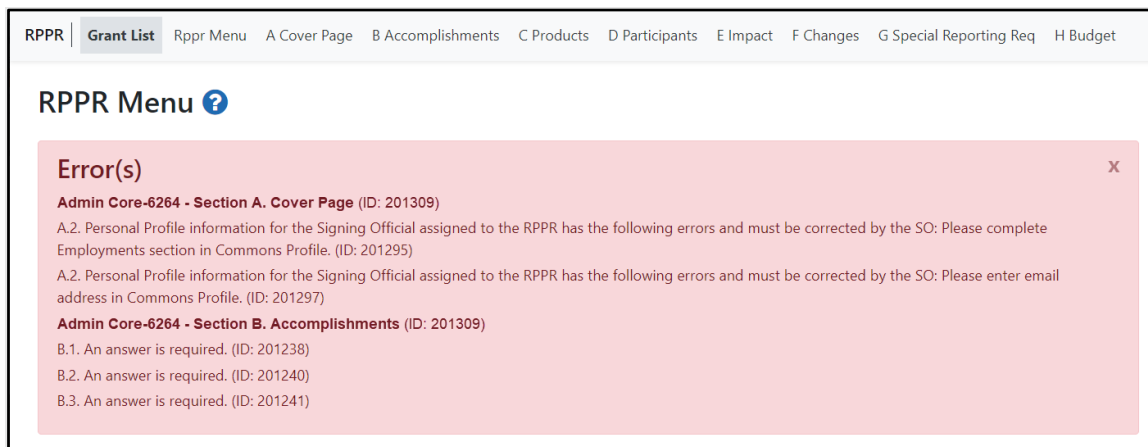 RPPR Grant List Rppr Menu A Cover Page B Accomplishments C Products D Participants E Impact F Changes G Special Reporting Req H Budget
RPPR Menu ?
Error(s) X
Admin Core-6264 - Section A. Cover Page (ID: 201309)
A.2. Personal Profile information for the Signing Official assigned to the RPPR has the following errors and must be corrected by the SO: Please complete
Employments section in Commons Profile. (ID: 201295)
A.2. Personal Profile information for the Signing Official assigned to the RPPR has the following errors and must be corrected by the SO: Please enter email
address in Commons Profile. (ID: 201297)
Admin Core-6264 - Section B. Accomplishments (ID: 201309)
B.1. An answer is required. (ID: 201238)
B.2. An answer is required. (ID: 201240)
B.3. An answer is required. (ID: 201241)